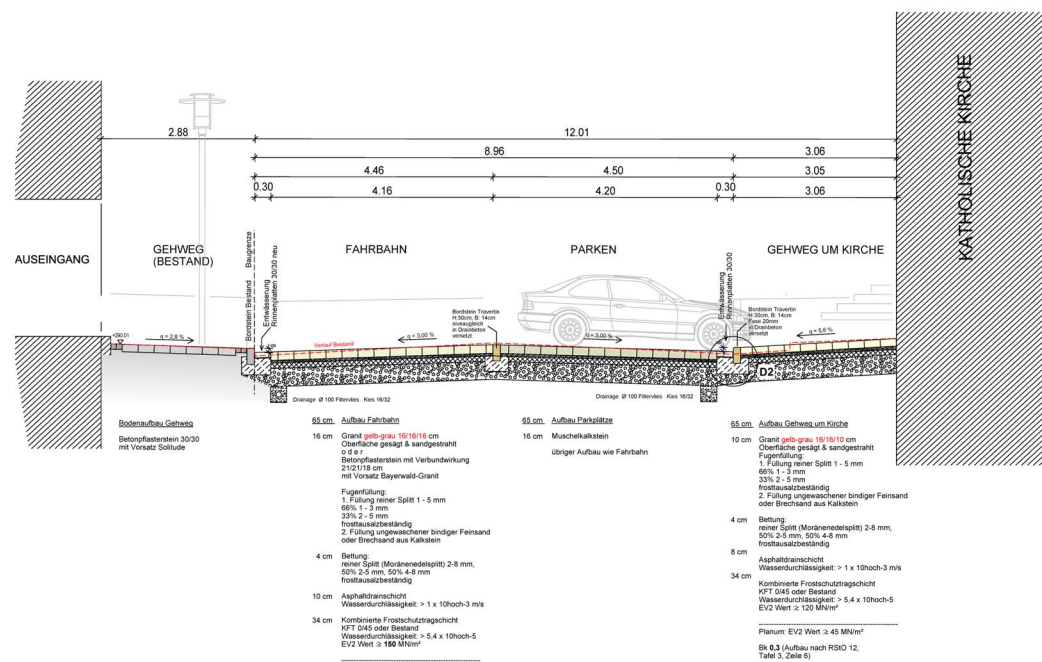 2.88
12.01
8.96
3.06
4.46
4.50
3.05
0.30
4.16
4.20
0.30
3.06
KATHOLISCHE KIRCHE
AUSEINGANG
GEHWEG
(BESTAND)
Bordstein Bestand
Baugrenze
Entwässerung
Rinnenplatten 30/30 neu
FAHRBAHN
PARKEN
Entwässerung
Rinnenplatten 30/30
GEHWEG UM KIRCHE
Bordstein Travertin
H:30cm, B: 14cm
niveaugleich
in Drainbeton
versetzt
Bordstein Travertin
H:30cm, B: 14cm
Fase 20mm
in Drainbeton
versetzt
+290.01
q = 2,8 %
Verlauf Bestand
q = 3,00 %
q = 3,00 %
q = 5,6 %
D2
Drainage Ø 100 Filtervlies Kies 16/32
Drainage Ø 100 Filtervlies Kies 16/32
Bodenaufbau Gehweg
Betonpflasterstein 30/30
mit Vorsatz Solitude
65 cm Aufbau Fahrbahn
16 cm Granit gelb-grau 16/16/16 cm
Oberfläche gesägt & sandgestrahlt
o d e r
Betonpflasterstein mit Verbundwirkung
21/21/18 cm
mit Vorsatz Bayerwald-Granit
Fugenfüllung:
1. Füllung reiner Splitt 1 - 5 mm
66% 1 - 3 mm
33% 2 - 5 mm
frosttausalzbeständig
2. Füllung ungewaschener bindiger Feinsand
oder Brechsand aus Kalkstein
4 cm Bettung:
reiner Splitt (Moränenedelsplitt) 2-8 mm,
50% 2-5 mm, 50% 4-8 mm
frosttausalzbeständig
10 cm Asphaltdrainschicht
Wasserdurchlässigkeit: > 1 x 10hoch-3 m/s
34 cm Kombinierte Frostschutztragschicht
KFT 0/45 oder Bestand
Wasserdurchlässigkeit: > 5,4 x 10hoch-5
EV2 Wert ≥ 150 MN/m²
65 cm Aufbau Parkplätze
16 cm Muschelkalkstein
übriger Aufbau wie Fahrbahn
65 cm Aufbau Gehweg um Kirche
10 cm Granit gelb-grau 16/16/10 cm
Oberfläche gesägt & sandgestrahlt
Fugenfüllung:
1. Füllung reiner Splitt 1 - 5 mm
66% 1 - 3 mm
33% 2 - 5 mm
frosttausalzbeständig
2. Füllung ungewaschener bindiger Feinsand
oder Brechsand aus Kalkstein
4 cm Bettung:
reiner Splitt (Moränenedelsplitt) 2-8 mm,
50% 2-5 mm, 50% 4-8 mm
frosttausalzbeständig
8 cm
Asphaltdrainschicht
Wasserdurchlässigkeit: > 1 x 10hoch-3 m/s
34 cm
Kombinierte Frostschutztragschicht
KFT 0/45 oder Bestand
Wasserdurchlässigkeit: > 5,4 x 10hoch-5
EV2 Wert ≥ 120 MN/m²
Planum: EV2 Wert ≥ 45 MN/m²
Bk 0,3 (Aufbau nach RStO 12,
Tafel 3, Zeile 6)